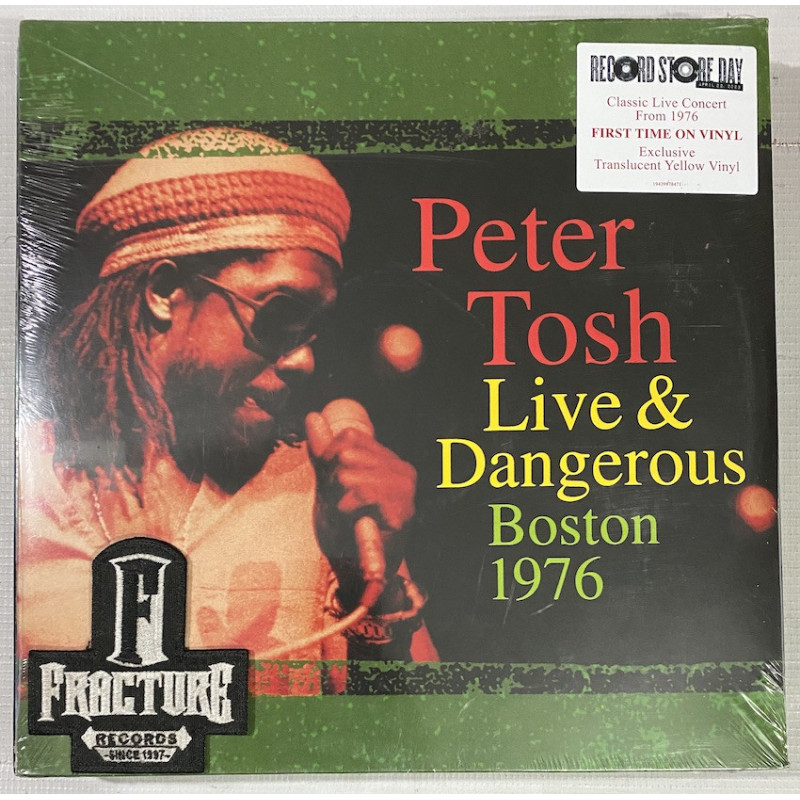 RECORD STORE DAY
Classic Live Concert
From 1976
FIRST TIME ON VINYL
Exclusive
Translucent Yellow Vinyl
Peter
Tosh
Live &
Dangerous
Boston
1976
F
FRACTURE
RECORDS
-SINCE 1997-